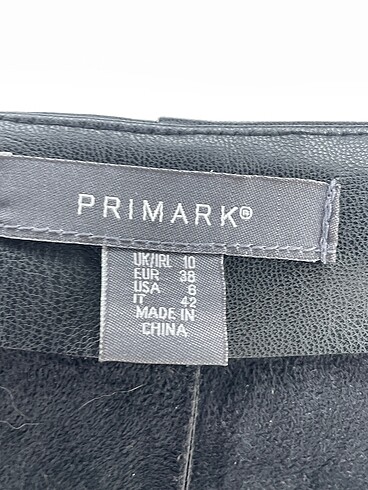 PRIMARK®
UK/IRL 10
EUR 38
USA 6
IT 42
MADE IN
CHINA